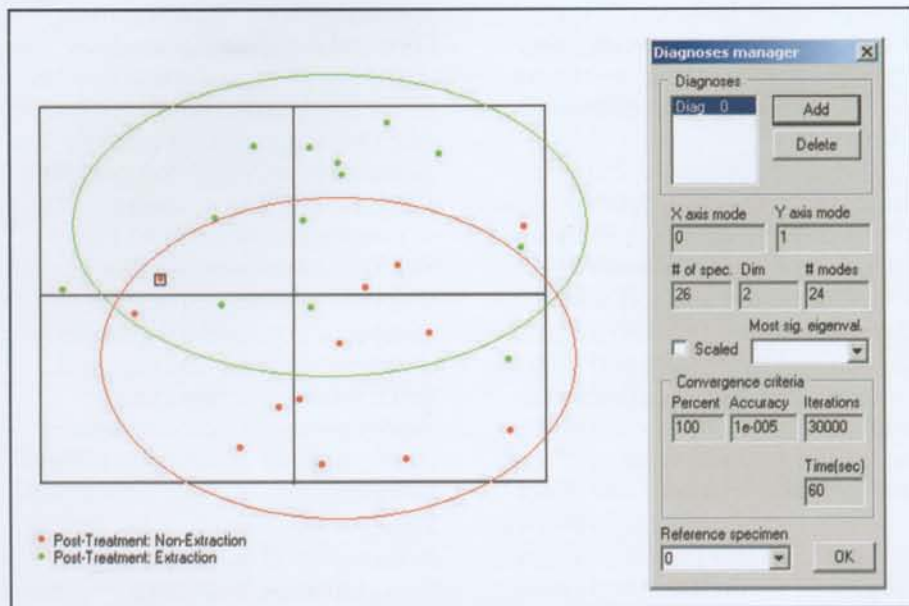 Diagnoses manager
Diagnoses
Diag 0
Add
Delete
X axis mode
Y axis mode
0
1
# of spec.
Dim
# modes
26
2
24
Most sig. eigenval.
Scaled
Convergence criteria
Percent
Accuracy
Iterations
100
1e-005
30000
Time(sec)
60
Reference specimen
0
OK
Post-Treatment: Non-Extraction
Post-Treatment: Extraction